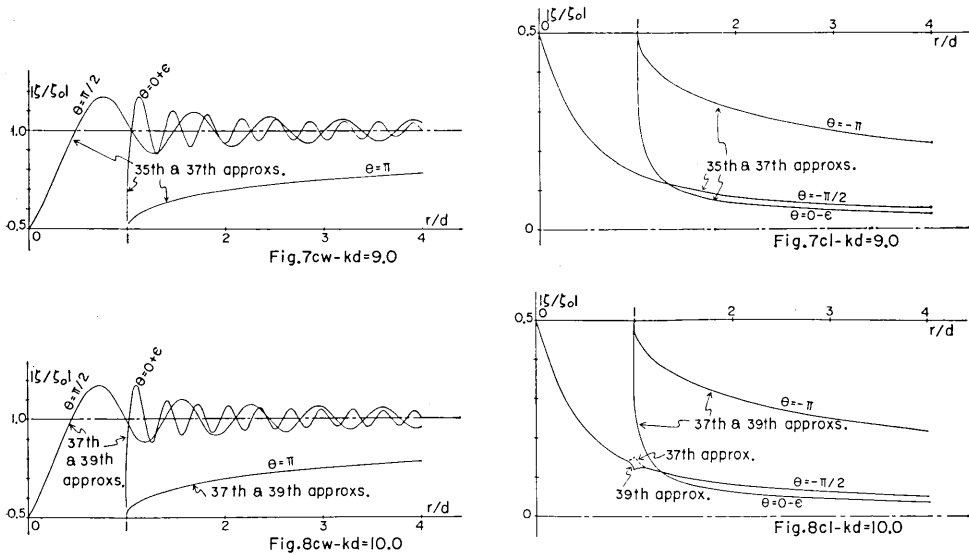 |ζ/ζ₀|
θ=π/2
θ=0+ε
1.0
35th & 37th approxs.
θ=π
r/d
0.5
0 1 2 3 4
Fig.7cw-kd=9.0
|ζ/ζ₀|
0.5 0 1 2 3 4
r/d
θ=-π
35th & 37th approxs.
θ=-π/2
θ=0-ε
0
Fig.7cl-kd=9.0
|ζ/ζ₀|
θ=π/2
θ=0+ε
1.0
37th
& 39th
approxs.
θ=π
37th & 39th approxs.
r/d
0.5
0 1 2 3 4
Fig.8cw-kd=10.0
|ζ/ζ₀|
0.5 0 1 2 3 4
r/d
θ=-π
37th & 39th approxs.
37th approx.
39th approx.
θ=-π/2
θ=0-ε
0
Fig.8cl-kd=10.0